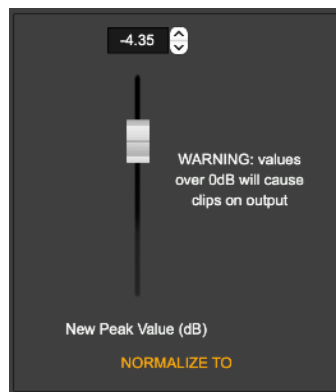 -4.35
WARNING: values
over 0dB will cause
clips on output
New Peak Value (dB)
NORMALIZE TO